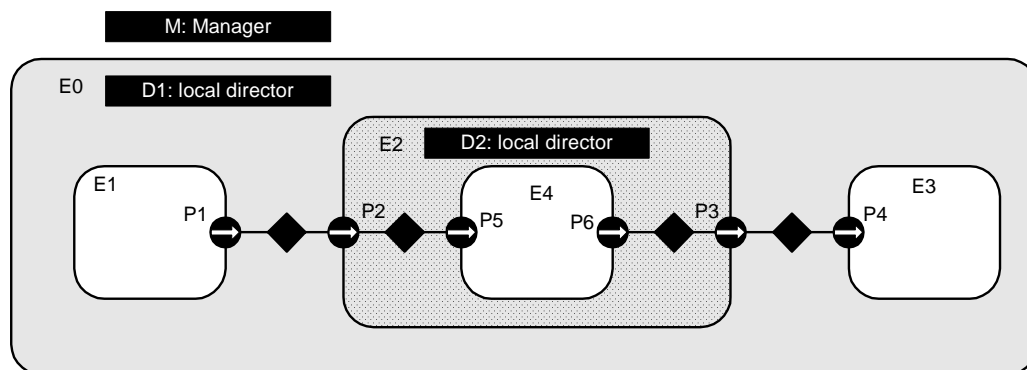 M: Manager
E0
D1: local director
E2
D2: local director
E1
E4
E3
P1
P2
P5
P6
P3
P4